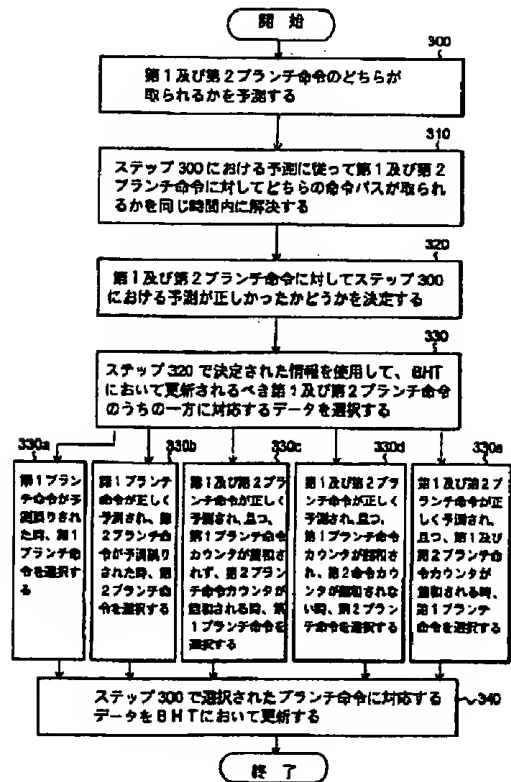 開 始
300
第1及び第2ブランチ命令のどちらが
取られるかを予測する
310
ステップ300における予測に従って第1及び第2
ブランチ命令に対してどちらの命令パスが取られ
るかを同じ時間内に解決する
320
第1及び第2ブランチ命令に対してステップ300
における予測が正しかったかどうかを決定する
330
ステップ320で決定された情報を使用して、BHT
において更新されるべき第1及び第2ブランチ命令
のうちの一方に対応するデータを選択する
330a
第1ブラン
チ命令が予
測誤りされ
た時、第1
ブランチ命
令を選択す
る
330b
第1ブランチ
命令が正しく
予測され、第
2ブランチ命
令が予測誤り
された時、第
2ブランチ命
令を選択する
330c
第1及び第2ブラ
ンチ命令が正しく
予測され、且つ、
第1ブランチ命令
カウンタが飽和さ
れず、第2ブラン
チ命令カウンタが
飽和される時、第
1ブランチ命令を
選択する
330d
第1及び第2ブラ
ンチ命令が正しく
予測され、且つ、
第1ブランチ命令
カウンタが飽和さ
れ、第2命令カウ
ンタが飽和されな
い時、第2ブラン
チ命令を選択する
330e
第1及び第2ブ
ランチ命令が正
しく予測され、
且つ、第1及び
第2ブランチ命
令カウンタが飽
和される時、第
1ブランチ命令
を選択する
ステップ300で選択されたブランチ命令に対応する
データをBHTにおいて更新する
340
終 了